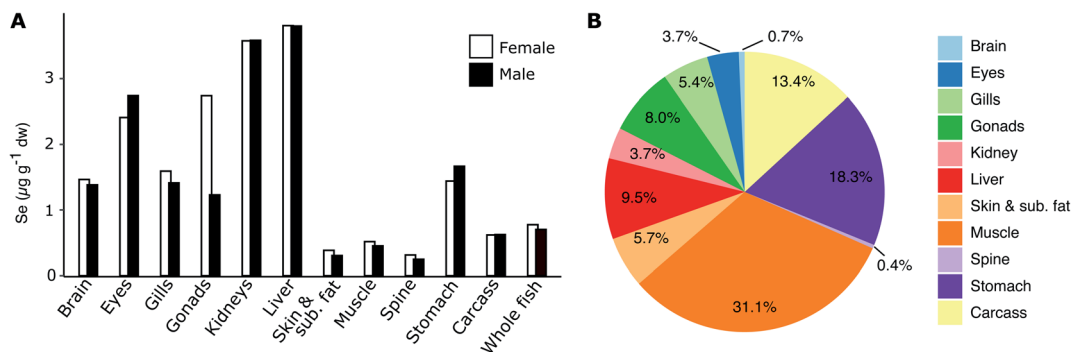 A
Se (µg g⁻¹ dw)
3
2
1
0
Female
Male
Brain
Eyes
Gills
Gonads
Kidneys
Liver
Skin &
sub. fat
Muscle
Spine
Stomach
Carcass
Whole fish
B
3.7%
0.7%
5.4%
13.4%
8.0%
3.7%
18.3%
9.5%
5.7%
0.4%
31.1%
Brain
Eyes
Gills
Gonads
Kidney
Liver
Skin & sub. fat
Muscle
Spine
Stomach
Carcass